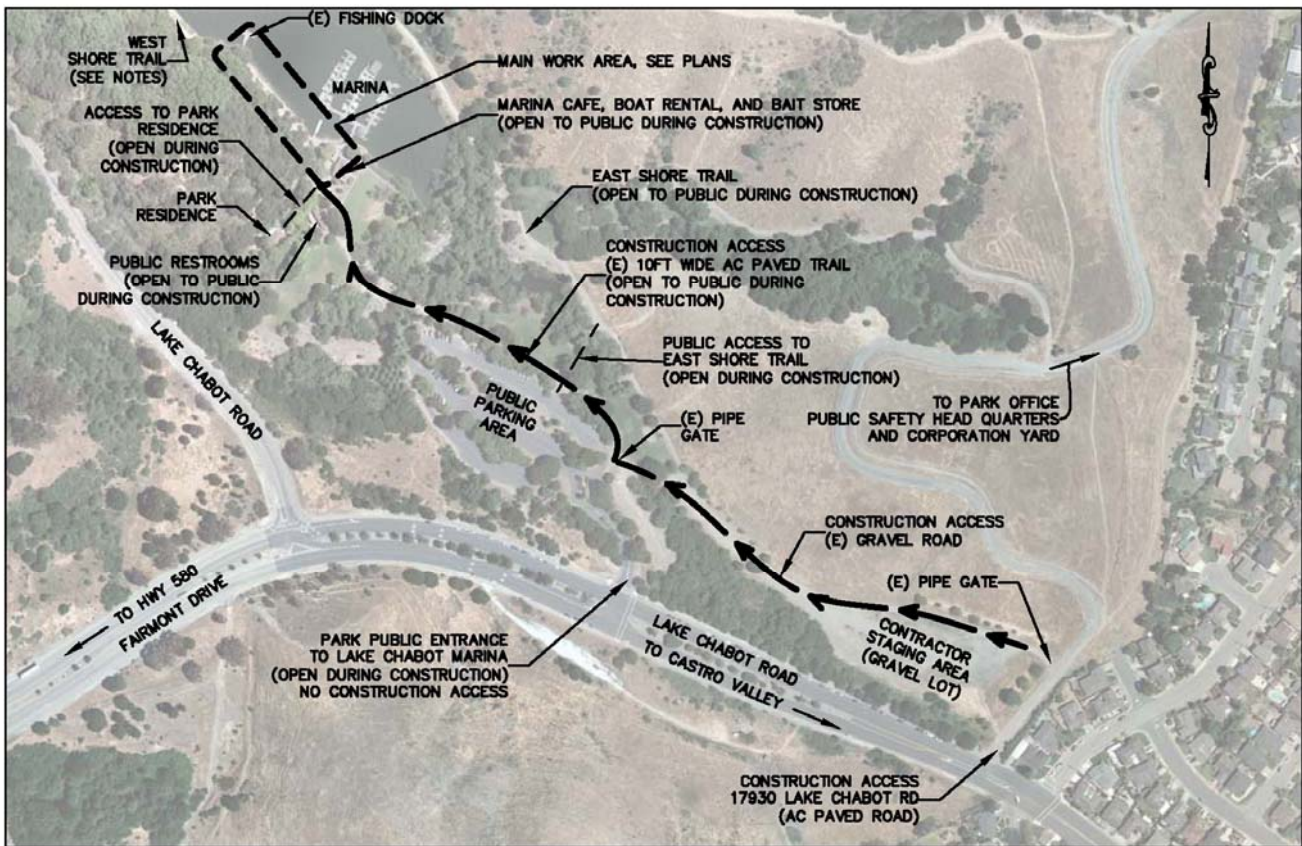 (E) FISHING DOCK
WEST
SHORE TRAIL
(SEE NOTES)
MARINA
MAIN WORK AREA, SEE PLANS
ACCESS TO PARK
RESIDENCE
(OPEN DURING
CONSTRUCTION)
MARINA CAFE, BOAT RENTAL, AND BAIT STORE
(OPEN TO PUBLIC DURING CONSTRUCTION)
PARK
RESIDENCE
EAST SHORE TRAIL
(OPEN TO PUBLIC DURING CONSTRUCTION)
PUBLIC RESTROOMS
(OPEN TO PUBLIC
DURING CONSTRUCTION)
CONSTRUCTION ACCESS
(E) 10FT WIDE AC PAVED TRAIL
(OPEN TO PUBLIC DURING
CONSTRUCTION)
LAKE CHABOT ROAD
PUBLIC ACCESS TO
EAST SHORE TRAIL
(OPEN DURING CONSTRUCTION)
PUBLIC
PARKING
AREA
TO PARK OFFICE
PUBLIC SAFETY HEAD QUARTERS
AND CORPORATION YARD
(E) PIPE
GATE
CONSTRUCTION ACCESS
(E) GRAVEL ROAD
(E) PIPE GATE
TO HWY 580
FAIRMONT DRIVE
PARK PUBLIC ENTRANCE
TO LAKE CHABOT MARINA
(OPEN DURING CONSTRUCTION)
NO CONSTRUCTION ACCESS
LAKE CHABOT ROAD
TO CASTRO VALLEY
CONTRACTOR
STAGING AREA
(GRAVEL LOT)
CONSTRUCTION ACCESS
17930 LAKE CHABOT RD
(AC PAVED ROAD)